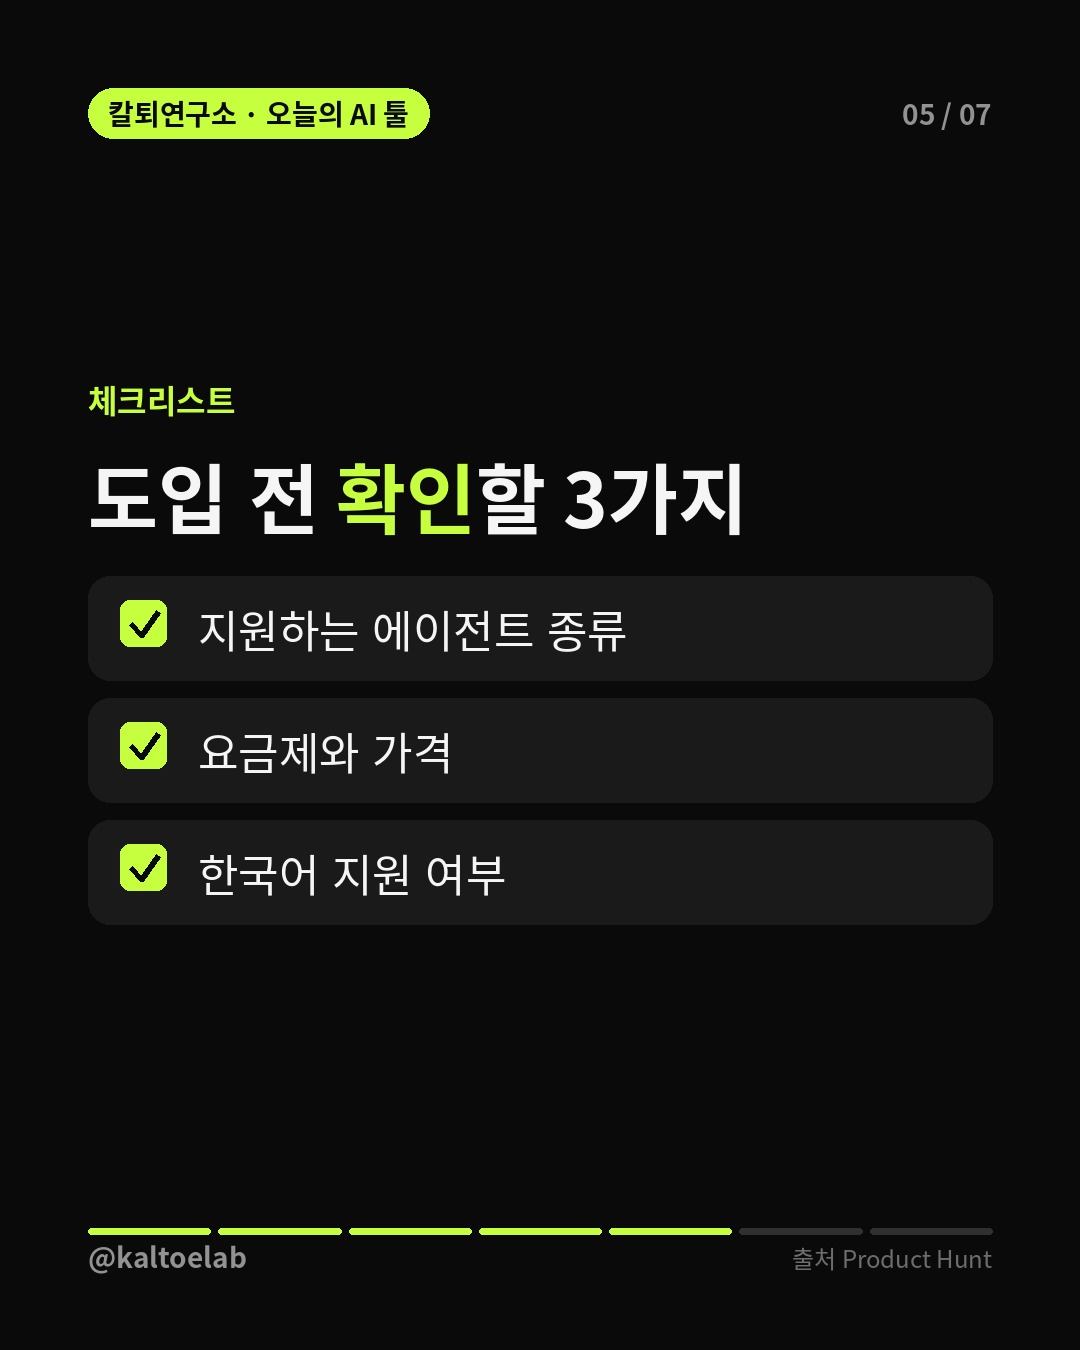 칼퇴연구소 · 오늘의 AI 툴
05 / 07
체크리스트
도입 전 확인할 3가지
지원하는 에이전트 종류
요금제와 가격
한국어 지원 여부
@kaltoelab
출처 Product Hunt